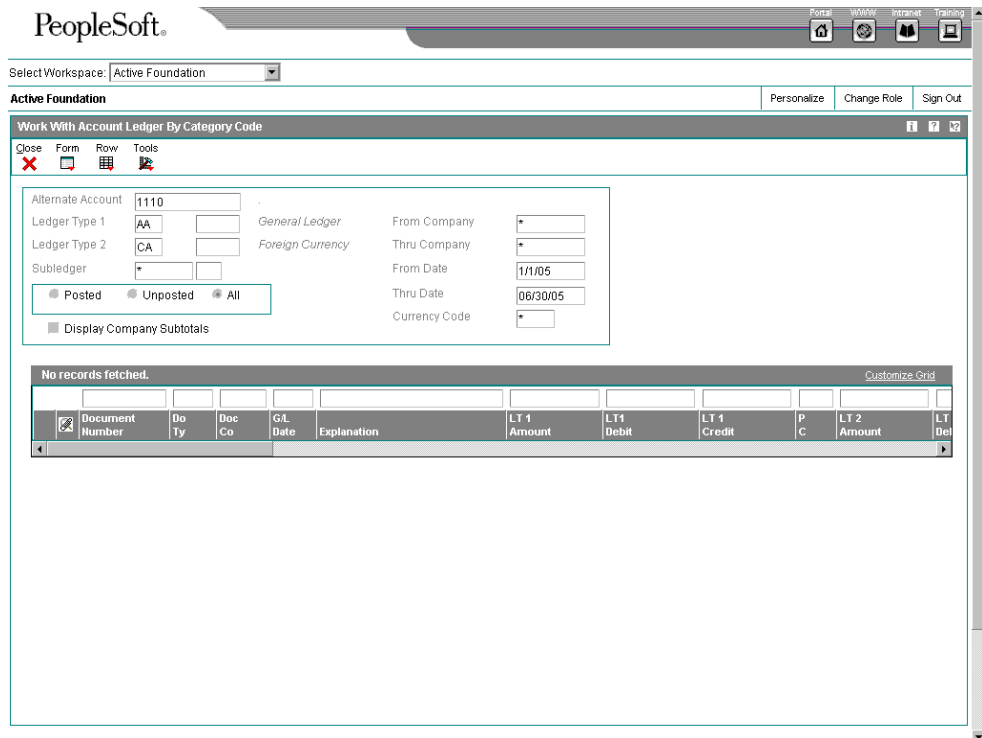 PeopleSoft.
Portal WWW Intranet Training
Select Workspace: Active Foundation
Active Foundation Personalize Change Role Sign Out
Work With Account Ledger By Category Code
Close Form Row Tools
Alternate Account 1110 .
Ledger Type 1 AA General Ledger From Company *
Ledger Type 2 CA Foreign Currency Thru Company *
Subledger * From Date 1/1/05
Posted Unposted All Thru Date 06/30/05
Currency Code *
Display Company Subtotals
No records fetched. Customize Grid
Document Do Doc G/L LT 1 LT1 LT 1 P LT 2 LT
Number Ty Co Date Explanation Amount Debit Credit C Amount Del